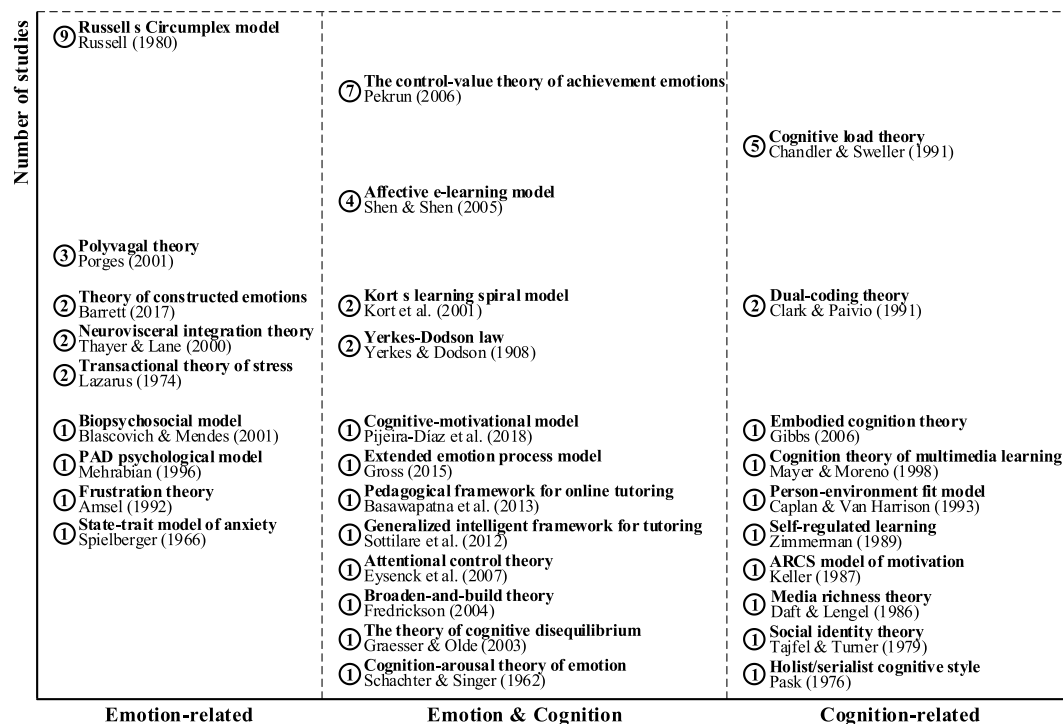 Number of studies
9 Russell s Circumplex model
Russell (1980)
3 Polyvagal theory
Porges (2001)
2 Theory of constructed emotions
Barrett (2017)
2 Neurovisceral integration theory
Thayer & Lane (2000)
2 Transactional theory of stress
Lazarus (1974)
1 Biopsychosocial model
Blascovich & Mendes (2001)
1 PAD psychological model
Mehrabian (1996)
1 Frustration theory
Amsel (1992)
1 State-trait model of anxiety
Spielberger (1966)
Emotion-related
7 The control-value theory of achievement emotions
Pekrun (2006)
4 Affective e-learning model
Shen & Shen (2005)
2 Kort s learning spiral model
Kort et al. (2001)
2 Yerkes-Dodson law
Yerkes & Dodson (1908)
1 Cognitive-motivational model
Pijeira-Díaz et al. (2018)
1 Extended emotion process model
Gross (2015)
1 Pedagogical framework for online tutoring
Basawapatna et al. (2013)
1 Generalized intelligent framework for tutoring
Sottilare et al. (2012)
1 Attentional control theory
Eysenck et al. (2007)
1 Broaden-and-build theory
Fredrickson (2004)
1 The theory of cognitive disequilibrium
Graesser & Olde (2003)
1 Cognition-arousal theory of emotion
Schachter & Singer (1962)
Emotion & Cognition
5 Cognitive load theory
Chandler & Sweller (1991)
2 Dual-coding theory
Clark & Paivio (1991)
1 Embodied cognition theory
Gibbs (2006)
1 Cognition theory of multimedia learning
Mayer & Moreno (1998)
1 Person-environment fit model
Caplan & Van Harrison (1993)
1 Self-regulated learning
Zimmerman (1989)
1 ARCS model of motivation
Keller (1987)
1 Media richness theory
Daft & Lengel (1986)
1 Social identity theory
Tajfel & Turner (1979)
1 Holist/serialist cognitive style
Pask (1976)
Cognition-related